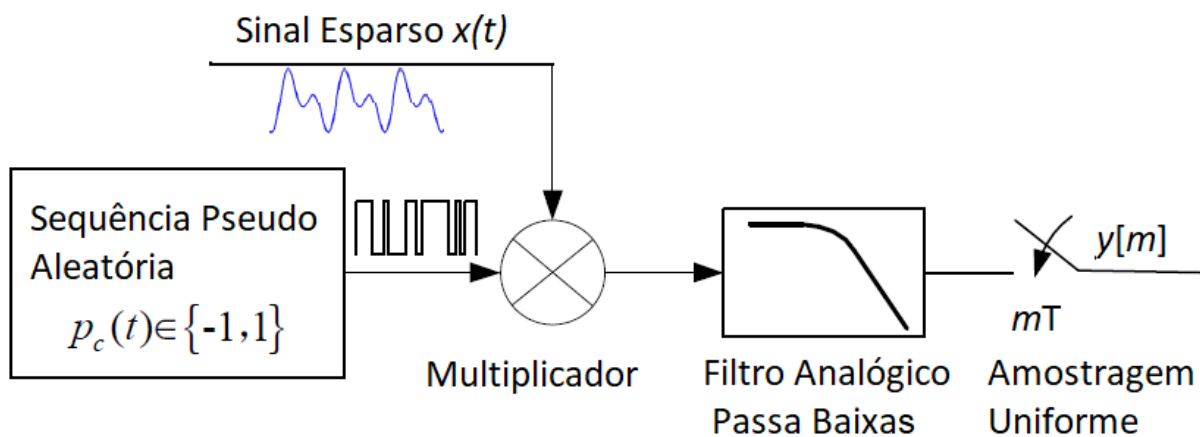 Sinal Esparso x(t)
Sequência Pseudo
Aleatória
p_c(t)∈{-1,1}
Multiplicador
Filtro Analógico
Passa Baixas
y[m]
mT
Amostragem
Uniforme